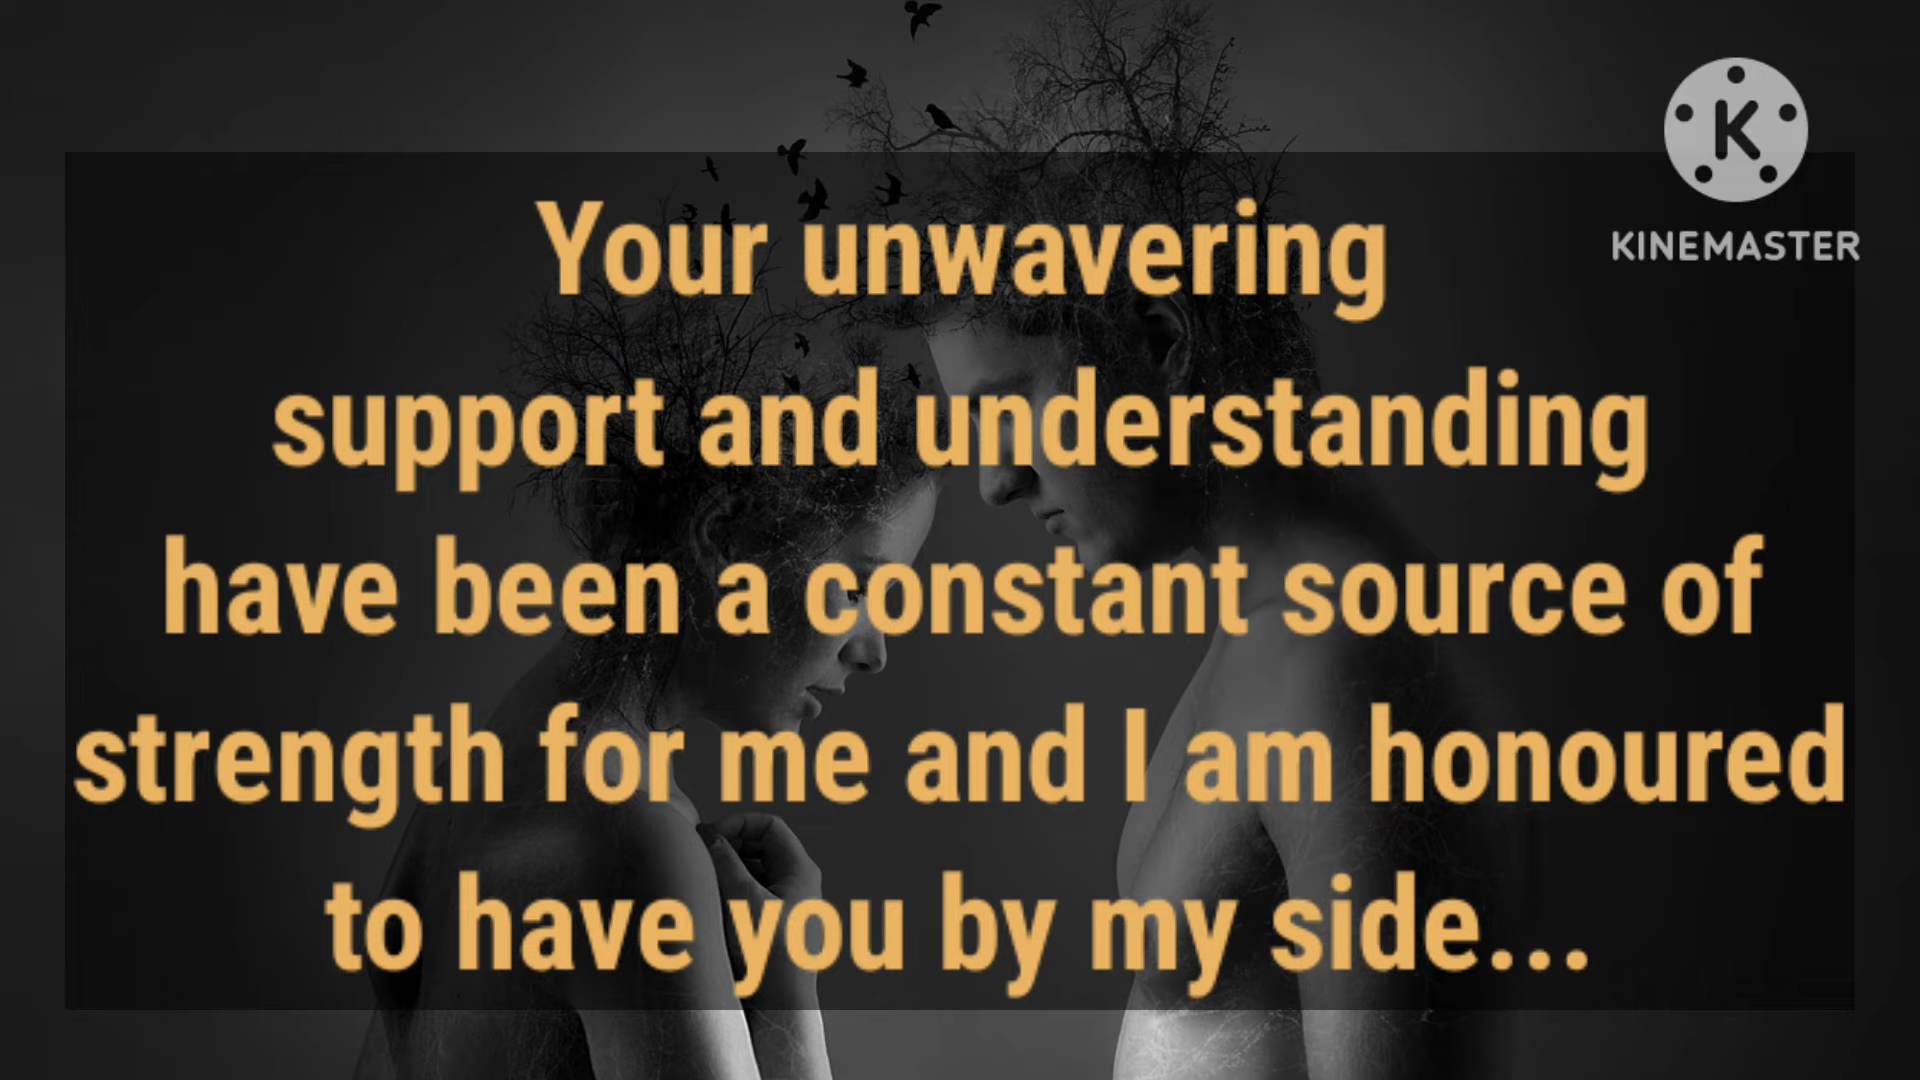 KINEMASTER
Your unwavering
support and understanding
have been a constant source of
strength for me and I am honoured
to have you by my side...